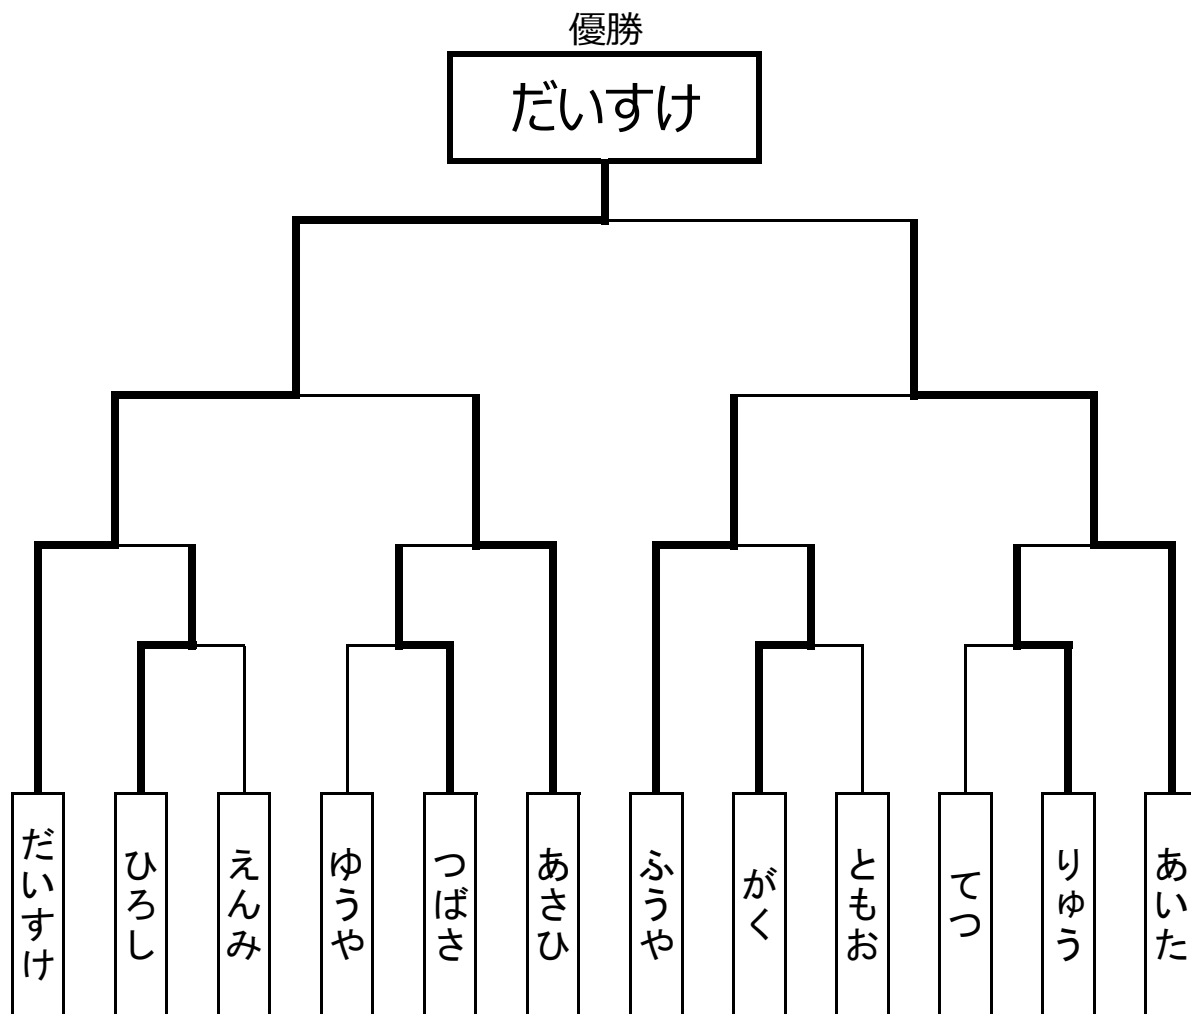 優勝
だいすけ
だいすけ
ひろし
えんみ
ゆうや
つばさ
あさひ
ふうや
がく
ともお
てつ
りゅう
あいた